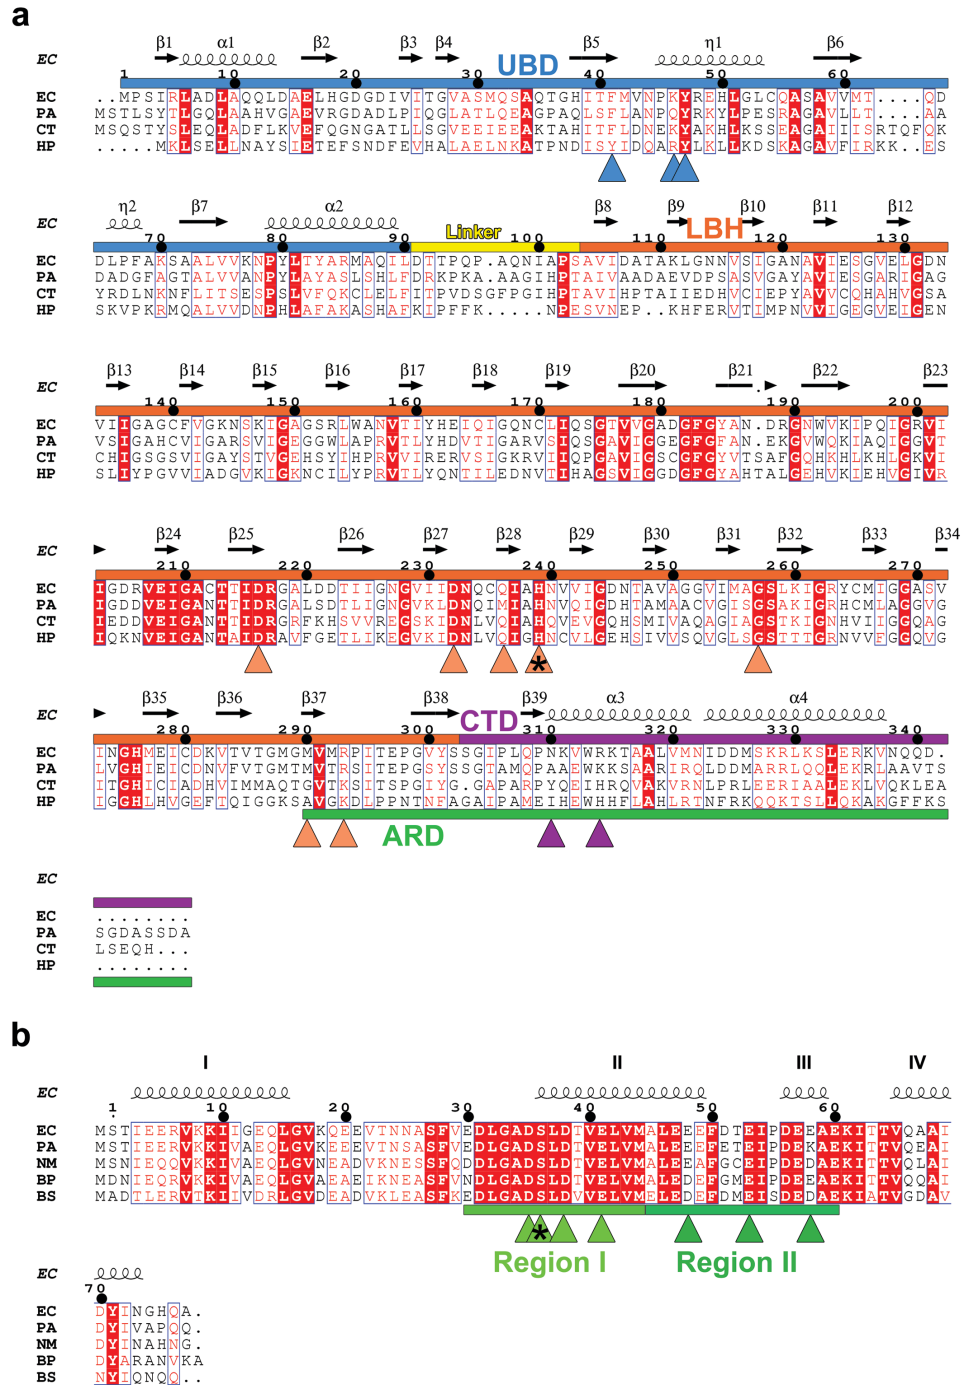 a
β1 α1 β2 β3 β4 β5 η1 β6
EC
UBD
1 10 20 30 40 50 60
EC ..MPSIRLADLAQQLDAELHGDGDIVITGVASMQSAQTGHITFMVNPKYREHLGLCQASAVVMT....QD
PA MSTLSYTLGQLAAHVGAEVRGDADLPIQGLATLQEAGPAQLSFLANPQYRKYLPESRAGAVLLT....AA
CT MSQSTYSLEQLADFLKVEFQGNGATLLSGVEEIEEAKTAHITFLDNEKYAKHLKSSEAGAIIISRTQFQK
HP .....MKLSELLNAYSIETEFSNDFEVHALAELNKATPNDISYIDQARYLKLLKDSKAGAVFIRKK..ES
η2 β7 α2 β8 β9 β10 β11 β12
EC
Linker LBH
70 80 90 100 110 120 130
EC DLPFAKSAALVVKNPYLTYARMAQILDTTPQP.AQNIAPSAVIDATAKLGNNVSIGANAVIESGVELGDN
PA DADGFAGTALVVANPYLAYASLSHLFDRKPKA.AAGIHPTAIVAADAEVDPSASVGAYAVIESGARIGAG
CT YRDLNKNFLITSESPSLVFQKCLELFITPVDSGFPGIHPTAVIHPTAIIEDHVCIEPYAVVCQHAHVGSA
HP SKVPKRMQALVVDNPHLAFAKASHAFKIPFFK.....NPESVNEP..KHFERVTIMPNVVIGEGVEIGEN
β13 β14 β15 β16 β17 β18 β19 β20 β21 β22 β23
EC
140 150 160 170 180 190 200
EC VIIGAGCFVGKNSKIGAGSRLWANVTIYHEIQIGQNCLIQSGTVVGADGFGYAN.DRGNWVKIPQIGRVI
PA VSIGAHCVIGARSVIGEGGWLAPRVTLYHDVTIGARVSIQSGAVIGGEGFGFAN.EKGVWQKIAQIGGVT
CT CHIGSGSVIGAYSTVGEHSYIHPRVVIRERVSIGKRVIIQPGAVIGSCGFGYVTSAFGQHKHLKHLGKVI
HP SLIYPGVVIADGVKIGKNCILYPRVTLYQNTILEDNVTIHAGSVIGGDGFGYAHTALGEHVKIEHVGIVR
β24 β25 β26 β27 β28 β29 β30 β31 β32 β33 β34
EC
210 220 230 240 250 260 270
EC IGDRVEIGACTTIDRGALDDTIIGNGVIIDNQCQIAHNVVIGDNTAVAGGVIMAGSLKIGRYCMIGGASV
PA IGDDVEIGANTTIDRGALSDTLIGNGVKLDNQVMIAHNVQIGDHTAMAACVGISGSAKIGRHCMLAGGVG
CT IEDDVEIGANTTIDRGRFKHSVVREGSKIDNLVQIGHQVEVGQHSMIVAQAGIAGSTKIGNHVIIGGQAG
HP IQKNVEIGANTAIDRAVFGETLIKEGVKIDNLVQIGHNCVLGEHSIVVSQVGLSGSTTTGRNVVFGGQVG
*
β35 β36 β37 β38 β39 α3 α4
EC
CTD
280 290 300 310 320 330 340
EC INGHMEICDKVTVTGMGMVMRPITEPGVYSSGIPLQPNKVWRKTAALVMNIDDMSKRLKSLERKVNQQD.
PA LVGHIEICDNVFVTGMTMVTRSITEPGSYSSGTAMQPAAEWKKSAARIRQLDDMARRLQQLEKRLAAVTS
CT ITGHICIADHVIMMAQTGVTKSITSPGIYG.GAPARPYQEIHRQVAKVRNLPRLEERIAALEKLVQKLEA
HP IGGHLHVGEFTQIGGKSAVGKDLPPNTNFAGAIPAMEIHEWHHFLAHLRTNFRKQQKTSLLQKAKGFFKS
ARD
EC
EC ........
PA SGDASSDA
CT LSEQH...
HP ........
b
I II III IV
EC
1 10 20 30 40 50 60
EC MSTIEERVKKIIGEQLGVKQEEVTNNASFVEDLGADSLDTVELVMALEEEFDTEIPDEEAEKITTVQAAI
PA MSTIEERVKKIVAEQLGVKEEEVTNSASFVEDLGADSLDTVELVMALEEAFGTEIPDEKAEKITTVQEAI
NM MSNIEQQVKKIVAEQLGVNEADVKNESSFQDDLGADSLDTVELVMALEEAFGCEIPDEDAEKITTVQLAI
BP MDNIEQRVKKIVAEQLGVAEAEIKNEASFVNDLGADSLDTVELVMALEDEFGMEIPDEEAEKITTVQQAI
BS MADTLERVTKIIVDRLGVDEADVKLEASFKEDLGADSLDVVELVMELEDEFDMEISDEDAEKIATVGDAV
*
Region I Region II
EC
70
EC DYINGHQA.
PA DYIVAPQQ.
NM DYINAHNG.
BP DYARANVKA
BS NYIQNQQ..